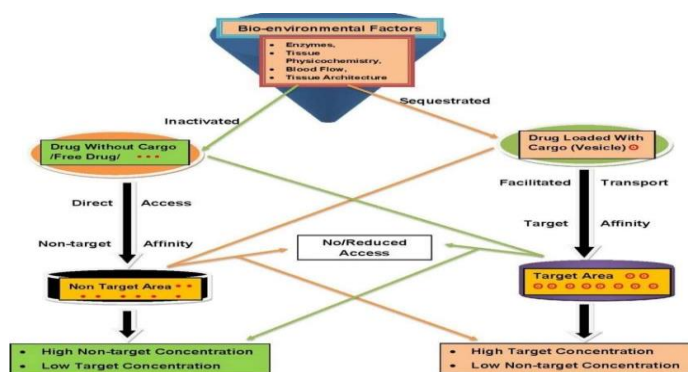 Bio-environmental Factors
• Enzymes,
• Tissue
Physicochemistry,
• Blood Flow,
• Tissue Architecture
Inactivated
Sequestrated
Drug Without Cargo
/Free Drug/
Drug Loaded With
Cargo (Vesicle)
Direct Access
Facilitated Transport
Non-target Affinity
Target Affinity
No/Reduced
Access
Non Target Area
Target Area
• High Non-target Concentration
• Low Target Concentration
• High Target Concentration
• Low Non-target Concentration